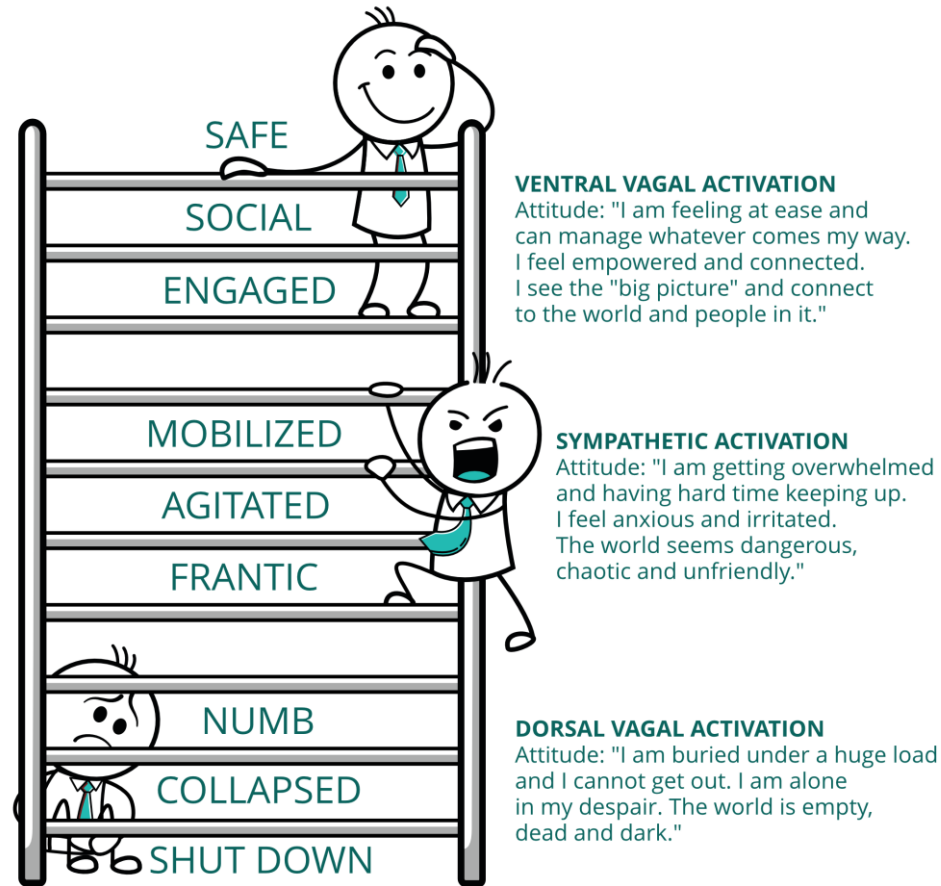 SAFE
SOCIAL
ENGAGED
VENTRAL VAGAL ACTIVATION
Attitude: "I am feeling at ease and
can manage whatever comes my way.
I feel empowered and connected.
I see the "big picture" and connect
to the world and people in it."
MOBILIZED
AGITATED
FRANTIC
SYMPATHETIC ACTIVATION
Attitude: "I am getting overwhelmed
and having hard time keeping up.
I feel anxious and irritated.
The world seems dangerous,
chaotic and unfriendly."
NUMB
COLLAPSED
SHUT DOWN
DORSAL VAGAL ACTIVATION
Attitude: "I am buried under a huge load
and I cannot get out. I am alone
in my despair. The world is empty,
dead and dark."